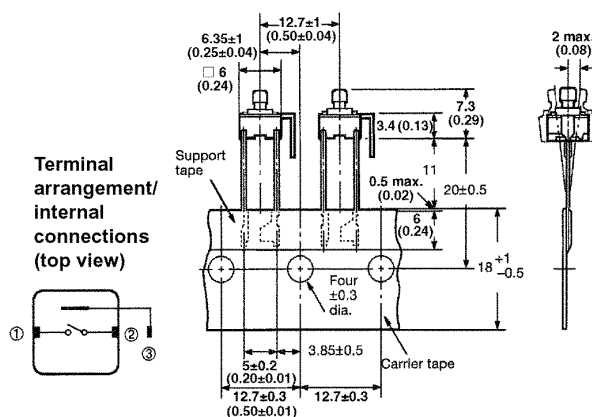 12.7±1
(0.50±0.04)
6.35±1
(0.25±0.04)
□ 6
(0.24)
2 max.
(0.08)
7.3
(0.29)
3.4 (0.13)
Support
tape
11
20±0.5
0.5 max.
(0.02)
6
(0.24)
18 +1
−0.5
Terminal
arrangement/
internal
connections
(top view)
①
②
③
Four
±0.3
dia.
3.85±0.5
Carrier tape
5±0.2
(0.20±0.01)
12.7±0.3
(0.50±0.01)
12.7±0.3